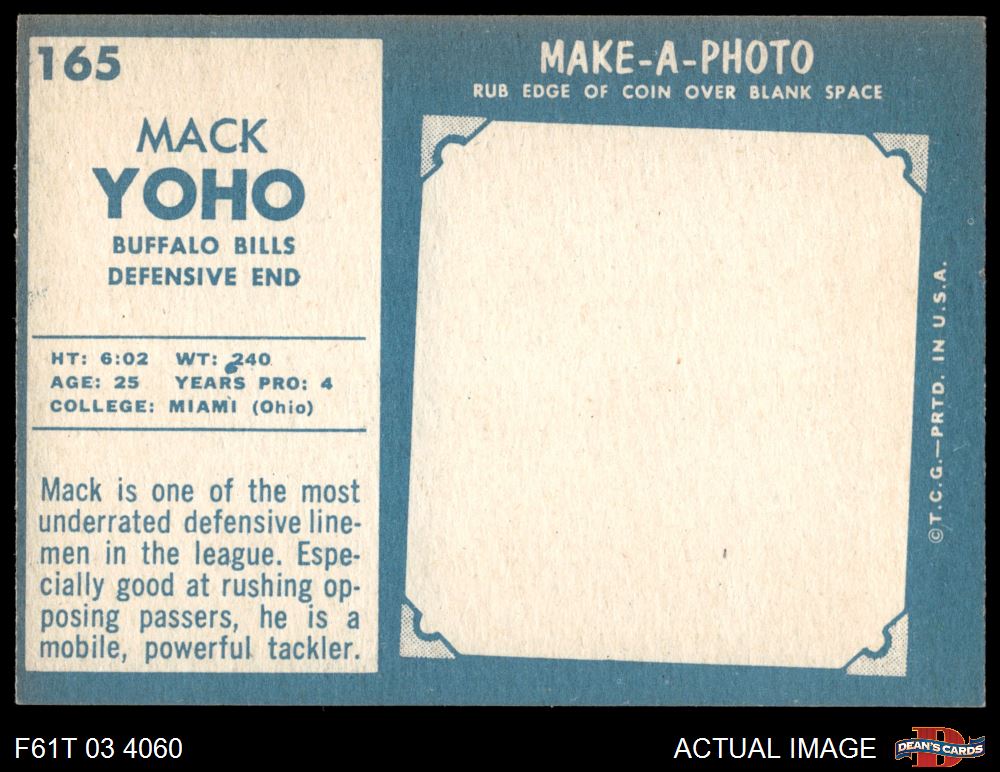 165
MACK
YOHO
BUFFALO BILLS
DEFENSIVE END
HT: 6:02 WT: 240
AGE: 25 YEARS PRO: 4
COLLEGE: MIAMI (Ohio)
Mack is one of the most
underrated defensive line-
men in the league. Espe-
cially good at rushing op-
posing passers, he is a
mobile, powerful tackler.
MAKE-A-PHOTO
RUB EDGE OF COIN OVER BLANK SPACE
©T.C.G.—PRTD. IN U.S.A.
F61T 03 4060
ACTUAL IMAGE
DEAN'S CARDS